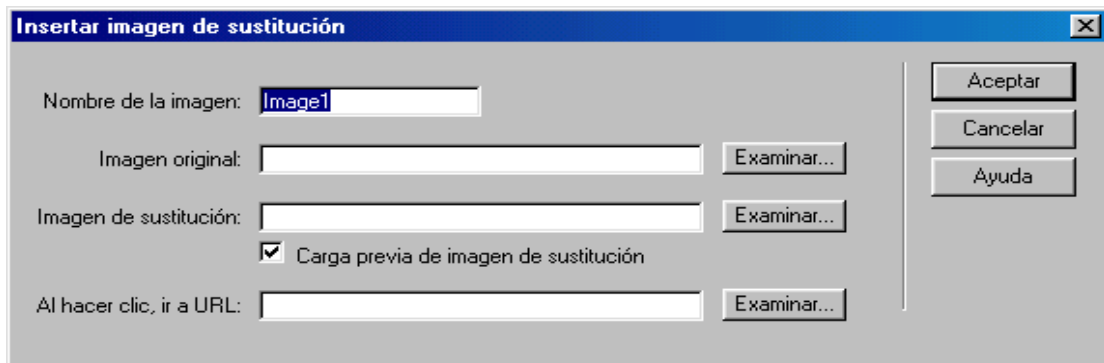 Insertar imagen de sustitución
Nombre de la imagen: Image1
Imagen original: Examinar...
Imagen de sustitución: Examinar...
Carga previa de imagen de sustitución
Al hacer clic, ir a URL: Examinar...
Aceptar
Cancelar
Ayuda